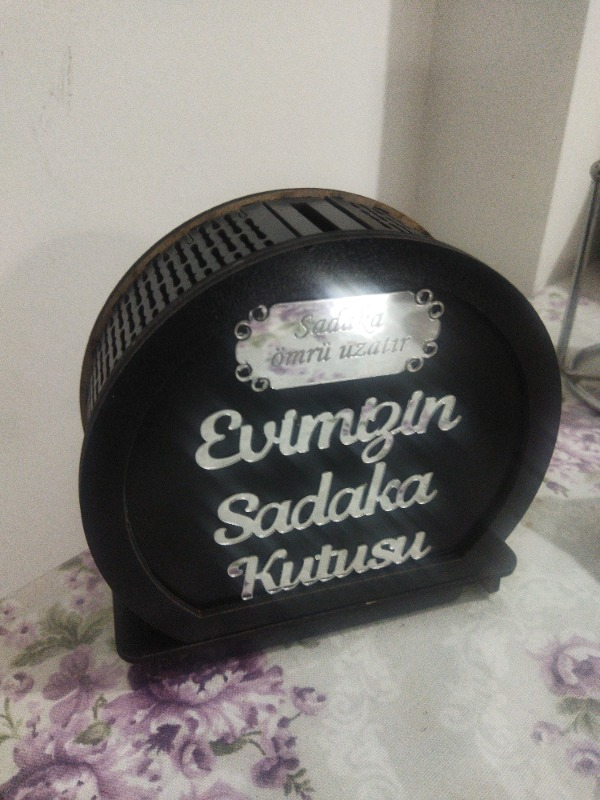 Sadaka
ömrü uzatır
Evimizin
Sadaka
Kutusu